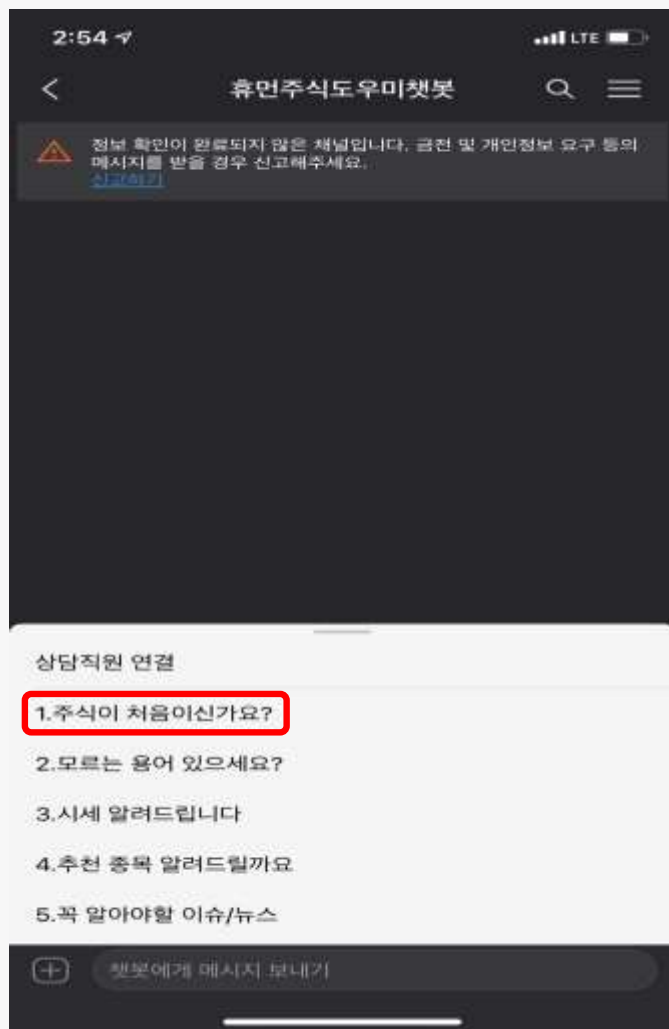 2:54
LTE
휴먼주식도우미챗봇
정보 확인이 완료되지 않은 채널입니다. 금전 및 개인정보 요구 등의
메시지를 받을 경우 신고해주세요.
신고하기
상담직원 연결
1.주식이 처음이신가요?
2.모르는 용어 있으세요?
3.시세 알려드립니다
4.추천 종목 알려드릴까요
5.꼭 알아야할 이슈/뉴스
챗봇에게 메시지 보내기